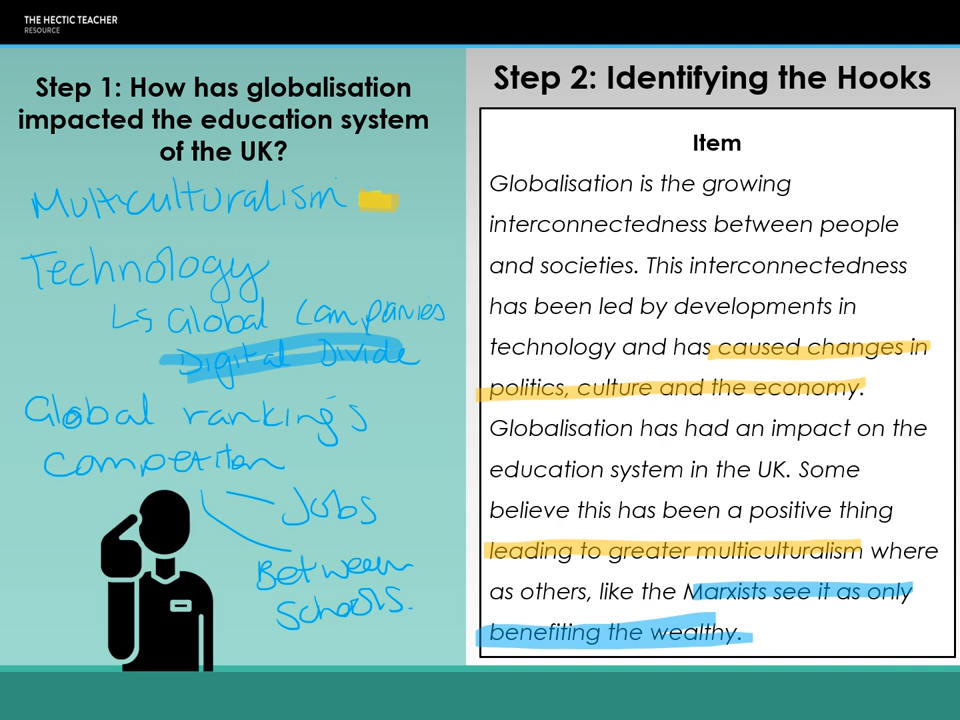 THE HECTIC TEACHER
RESOURCE
Step 1: How has globalisation
impacted the education system
of the UK?
Multiculturalism
Technology
↳ Global Companies
Digital Divide
Global rankings
Competition
Jobs
Between
Schools.
Step 2: Identifying the Hooks
Item
Globalisation is the growing
interconnectedness between people
and societies. This interconnectedness
has been led by developments in
technology and has caused changes in
politics, culture and the economy.
Globalisation has had an impact on the
education system in the UK. Some
believe this has been a positive thing
leading to greater multiculturalism where
as others, like the Marxists see it as only
benefiting the wealthy.